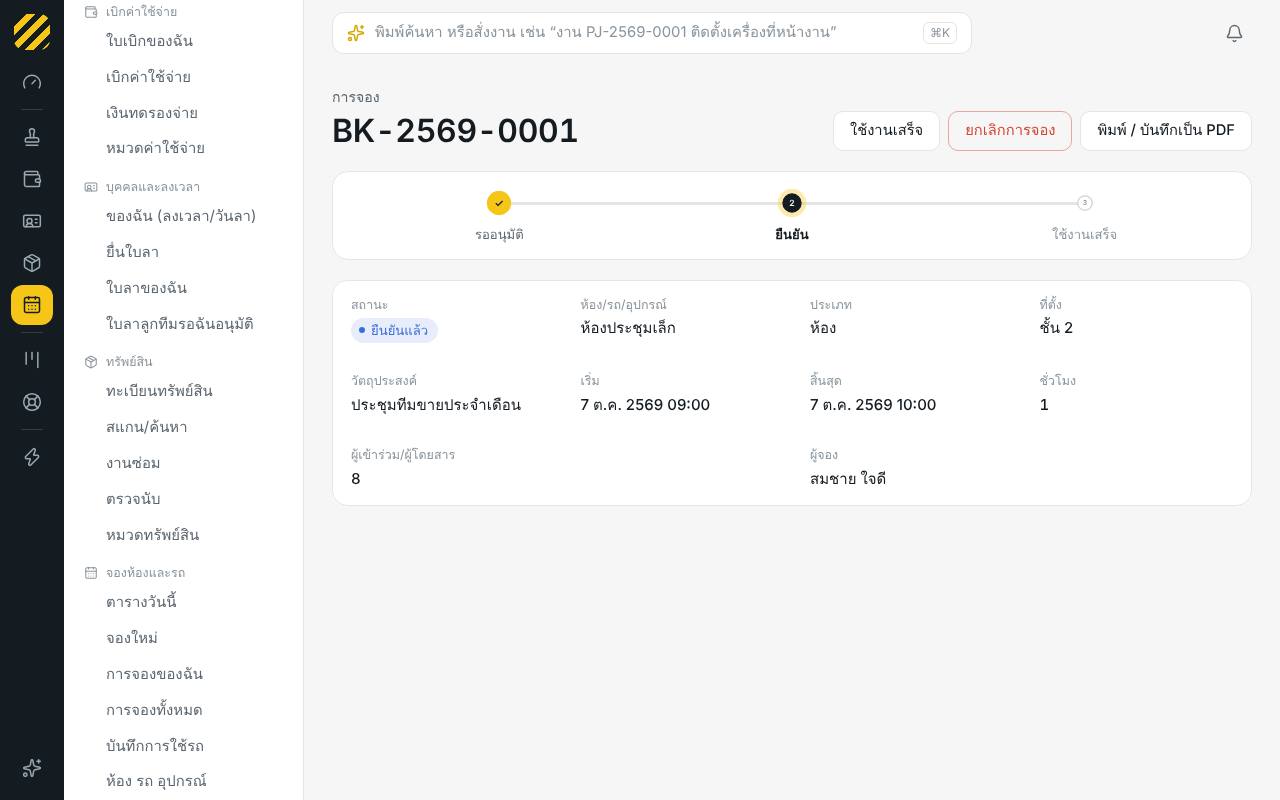 เบิกค่าใช้จ่าย
ใบเบิกของฉัน
เบิกค่าใช้จ่าย
เงินทดรองจ่าย
หมวดค่าใช้จ่าย
บุคคลและลงเวลา
ของฉัน (ลงเวลา/วันลา)
ยื่นใบลา
ใบลาของฉัน
ใบลาลูกทีมรอฉันอนุมัติ
ทรัพย์สิน
ทะเบียนทรัพย์สิน
สแกน/ค้นหา
งานซ่อม
ตรวจนับ
หมวดทรัพย์สิน
จองห้องและรถ
ตารางวันนี้
จองใหม่
การจองของฉัน
การจองทั้งหมด
บันทึกการใช้รถ
ห้อง รถ อุปกรณ์
พิมพ์ค้นหา หรือสั่งงาน เช่น “งาน PJ-2569-0001 ติดตั้งเครื่องที่หน้างาน” ⌘K
การจอง
BK-2569-0001
ใช้งานเสร็จ ยกเลิกการจอง พิมพ์ / บันทึกเป็น PDF
2 3
รออนุมัติ ยืนยัน ใช้งานเสร็จ
สถานะ ห้อง/รถ/อุปกรณ์ ประเภท ที่ตั้ง
ยืนยันแล้ว ห้องประชุมเล็ก ห้อง ชั้น 2
วัตถุประสงค์ เริ่ม สิ้นสุด ชั่วโมง
ประชุมทีมขายประจำเดือน 7 ต.ค. 2569 09:00 7 ต.ค. 2569 10:00 1
ผู้เข้าร่วม/ผู้โดยสาร ผู้จอง
8 สมชาย ใจดี